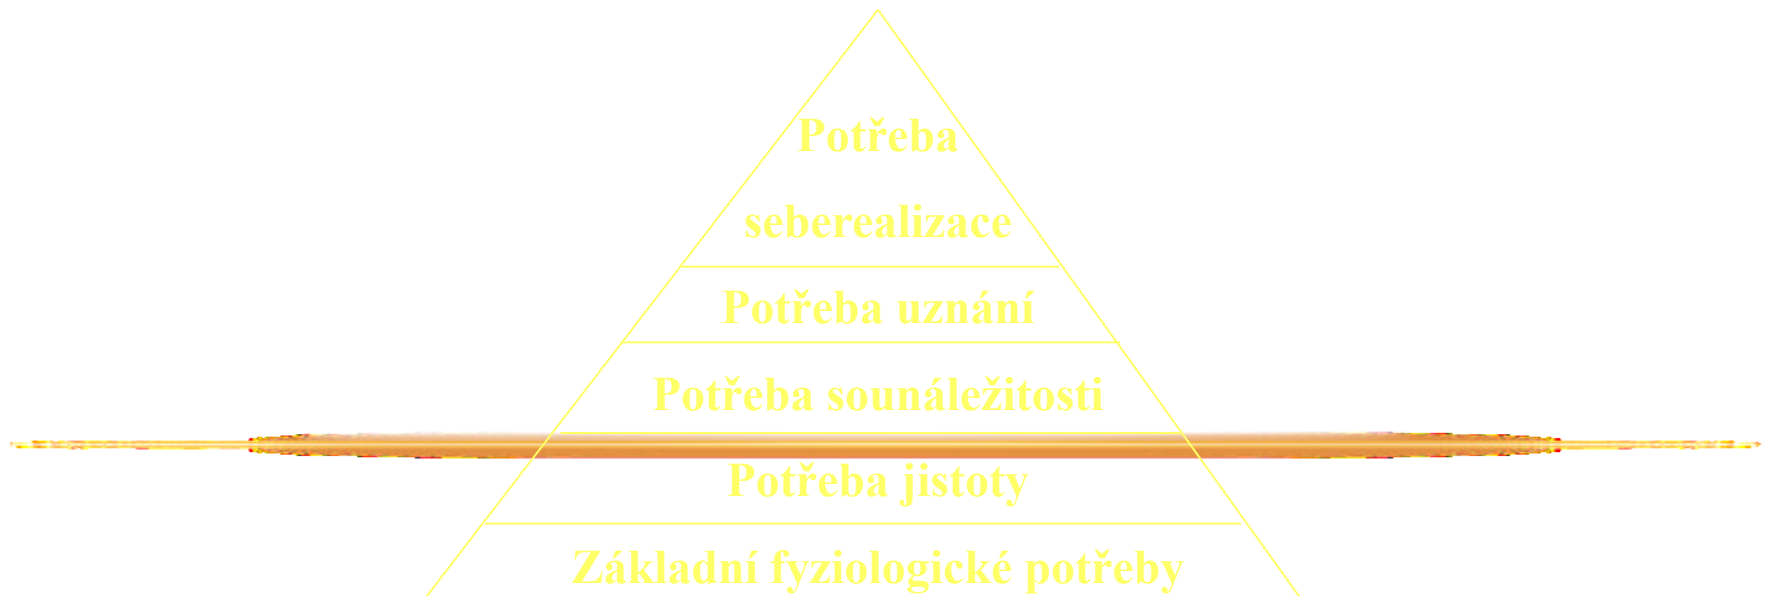 Potřeba
seberealizace
Potřeba uznání
Potřeba sounáležitosti
Potřeba jistoty
Základní fyziologické potřeby